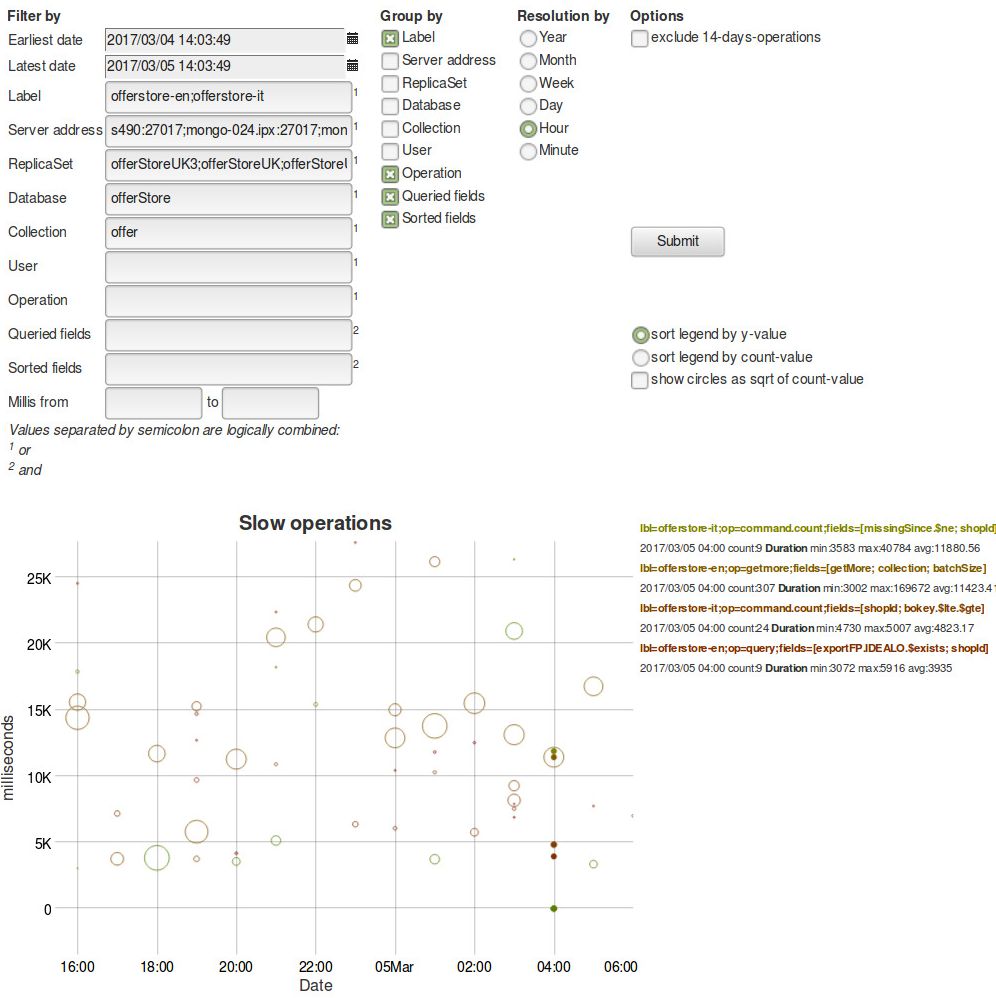 Filter by
Earliest date 2017/03/04 14:03:49
Latest date 2017/03/05 14:03:49
Label offerstore-en;offerstore-it 1
Server address s490:27017;mongo-024.ipx:27017;mon 1
ReplicaSet offerStoreUK3;offerStoreUK;offerStoreU 1
Database offerStore 1
Collection offer 1
User 1
Operation 1
Queried fields 2
Sorted fields 2
Millis from to
Values separated by semicolon are logically combined:
1 or
2 and
Group by
Label
Server address
ReplicaSet
Database
Collection
User
Operation
Queried fields
Sorted fields
Resolution by
Year
Month
Week
Day
Hour
Minute
Options
exclude 14-days-operations
Submit
sort legend by y-value
sort legend by count-value
show circles as sqrt of count-value
Slow operations
milliseconds
25K
20K
15K
10K
5K
0
16:00 18:00 20:00 22:00 05Mar 02:00 04:00 06:00
Date
lbl=offerstore-it;op=command.count;fields=[missingSince.$ne; shopId]
2017/03/05 04:00 count:9 Duration min:3583 max:40784 avg:11880.56
lbl=offerstore-en;op=getmore;fields=[getMore; collection; batchSize]
2017/03/05 04:00 count:307 Duration min:3002 max:169672 avg:11423.41
lbl=offerstore-it;op=command.count;fields=[shopId; bokey.$lte.$gte]
2017/03/05 04:00 count:24 Duration min:4730 max:5007 avg:4823.17
lbl=offerstore-en;op=query;fields=[exportFP.IDEALO.$exists; shopId]
2017/03/05 04:00 count:9 Duration min:3072 max:5916 avg:3935